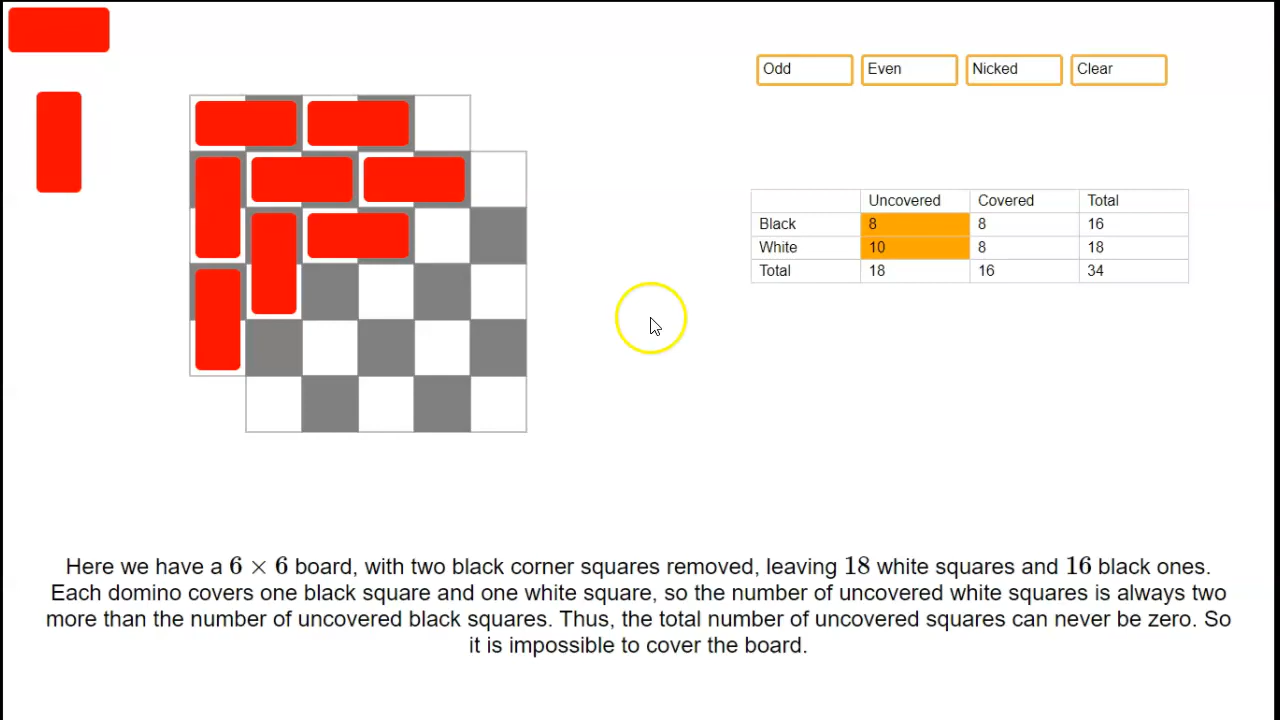 Odd Even Nicked Clear
Uncovered Covered Total
Black 8 8 16
White 10 8 18
Total 18 16 34
Here we have a 6 × 6 board, with two black corner squares removed, leaving 18 white squares and 16 black ones.
Each domino covers one black square and one white square, so the number of uncovered white squares is always two
more than the number of uncovered black squares. Thus, the total number of uncovered squares can never be zero. So
it is impossible to cover the board.